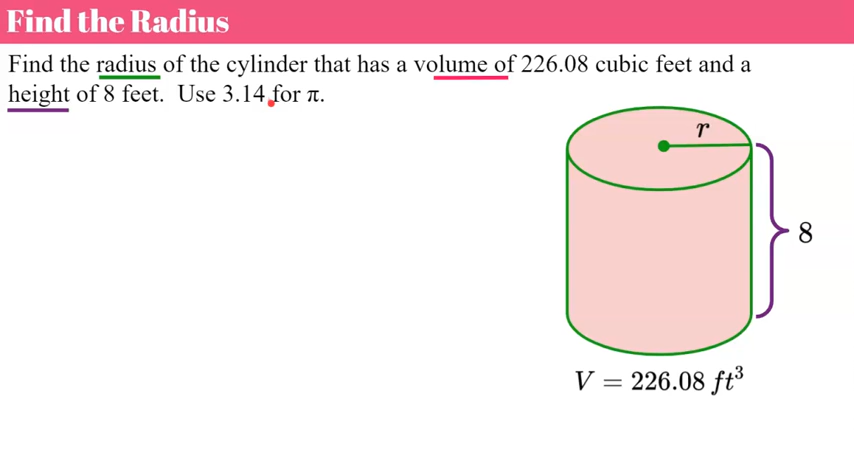 Find the Radius
Find the radius of the cylinder that has a volume of 226.08 cubic feet and a
height of 8 feet.  Use 3.14 for π.
r
8
V = 226.08 ft³